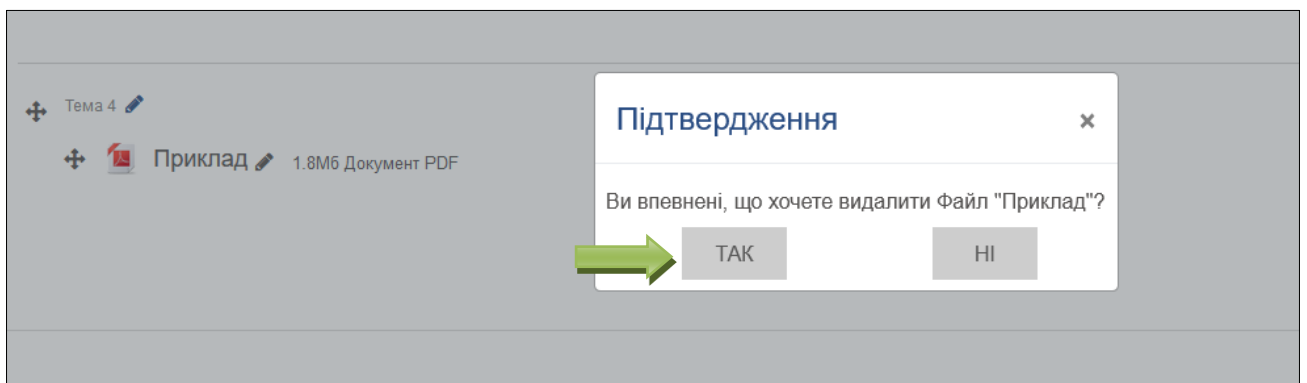 Тема 4
Приклад 1.8Мб Документ PDF
Підтвердження ×
Ви впевнені, що хочете видалити Файл "Приклад"?
ТАК НІ